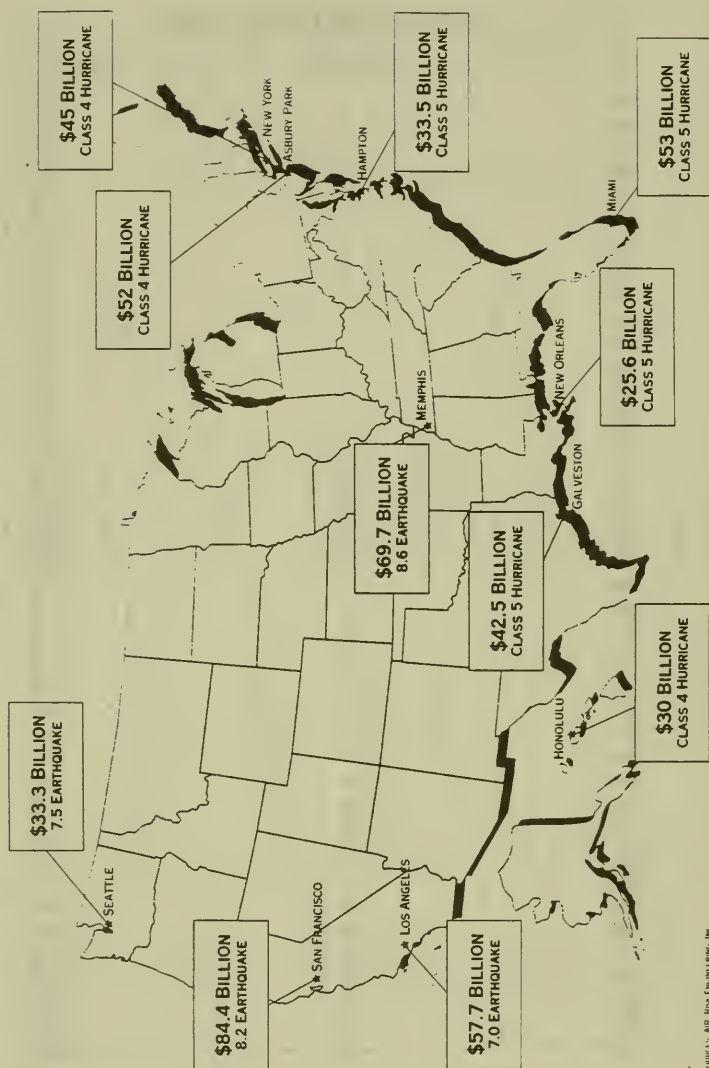 $45 BILLION
CLASS 4 HURRICANE
NEW YORK
ASBURY PARK
$52 BILLION
CLASS 4 HURRICANE
HAMPTON
$33.5 BILLION
CLASS 5 HURRICANE
MIAMI
$53 BILLION
CLASS 5 HURRICANE
NEW ORLEANS
$25.6 BILLION
CLASS 5 HURRICANE
MEMPHIS
$69.7 BILLION
8.6 EARTHQUAKE
GALVESTON
$42.5 BILLION
CLASS 5 HURRICANE
HONOLULU
$30 BILLION
CLASS 4 HURRICANE
$33.3 BILLION
7.5 EARTHQUAKE
SEATTLE
$84.4 BILLION
8.2 EARTHQUAKE
SAN FRANCISCO
LOS ANGELES
$57.7 BILLION
7.0 EARTHQUAKE